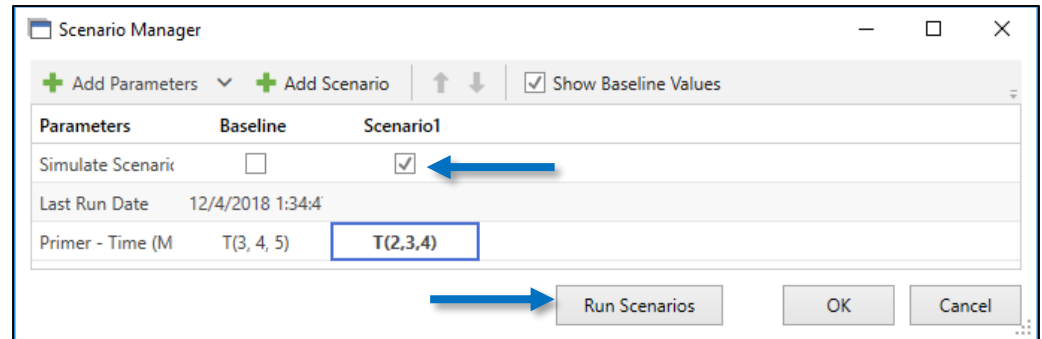 Scenario Manager
Add Parameters Add Scenario Show Baseline Values
Parameters Baseline Scenario1
Simulate Scenaric
Last Run Date 12/4/2018 1:34:4
Primer - Time (M T(3, 4, 5) T(2,3,4)
Run Scenarios OK Cancel